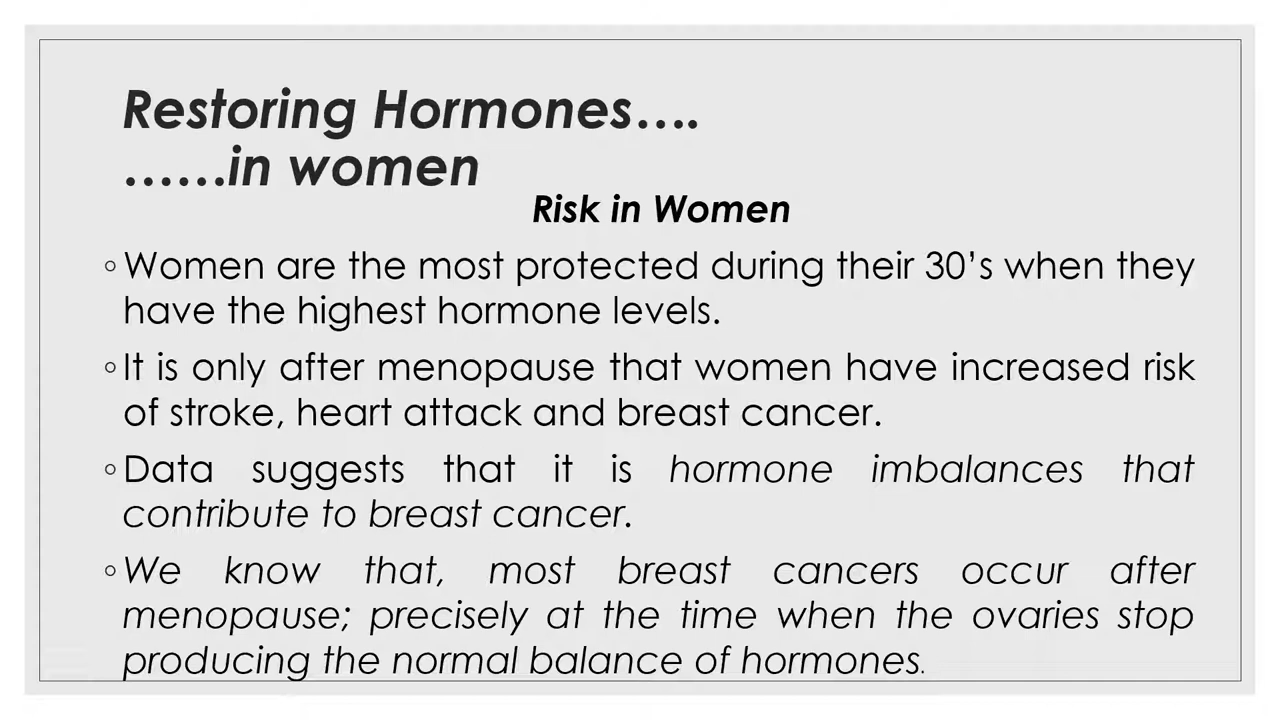 Restoring Hormones….
……in women
Risk in Women
◦Women are the most protected during their 30’s when they
have the highest hormone levels.
◦It is only after menopause that women have increased risk
of stroke, heart attack and breast cancer.
◦Data suggests that it is hormone imbalances that
contribute to breast cancer.
◦We know that, most breast cancers occur after
menopause; precisely at the time when the ovaries stop
producing the normal balance of hormones.